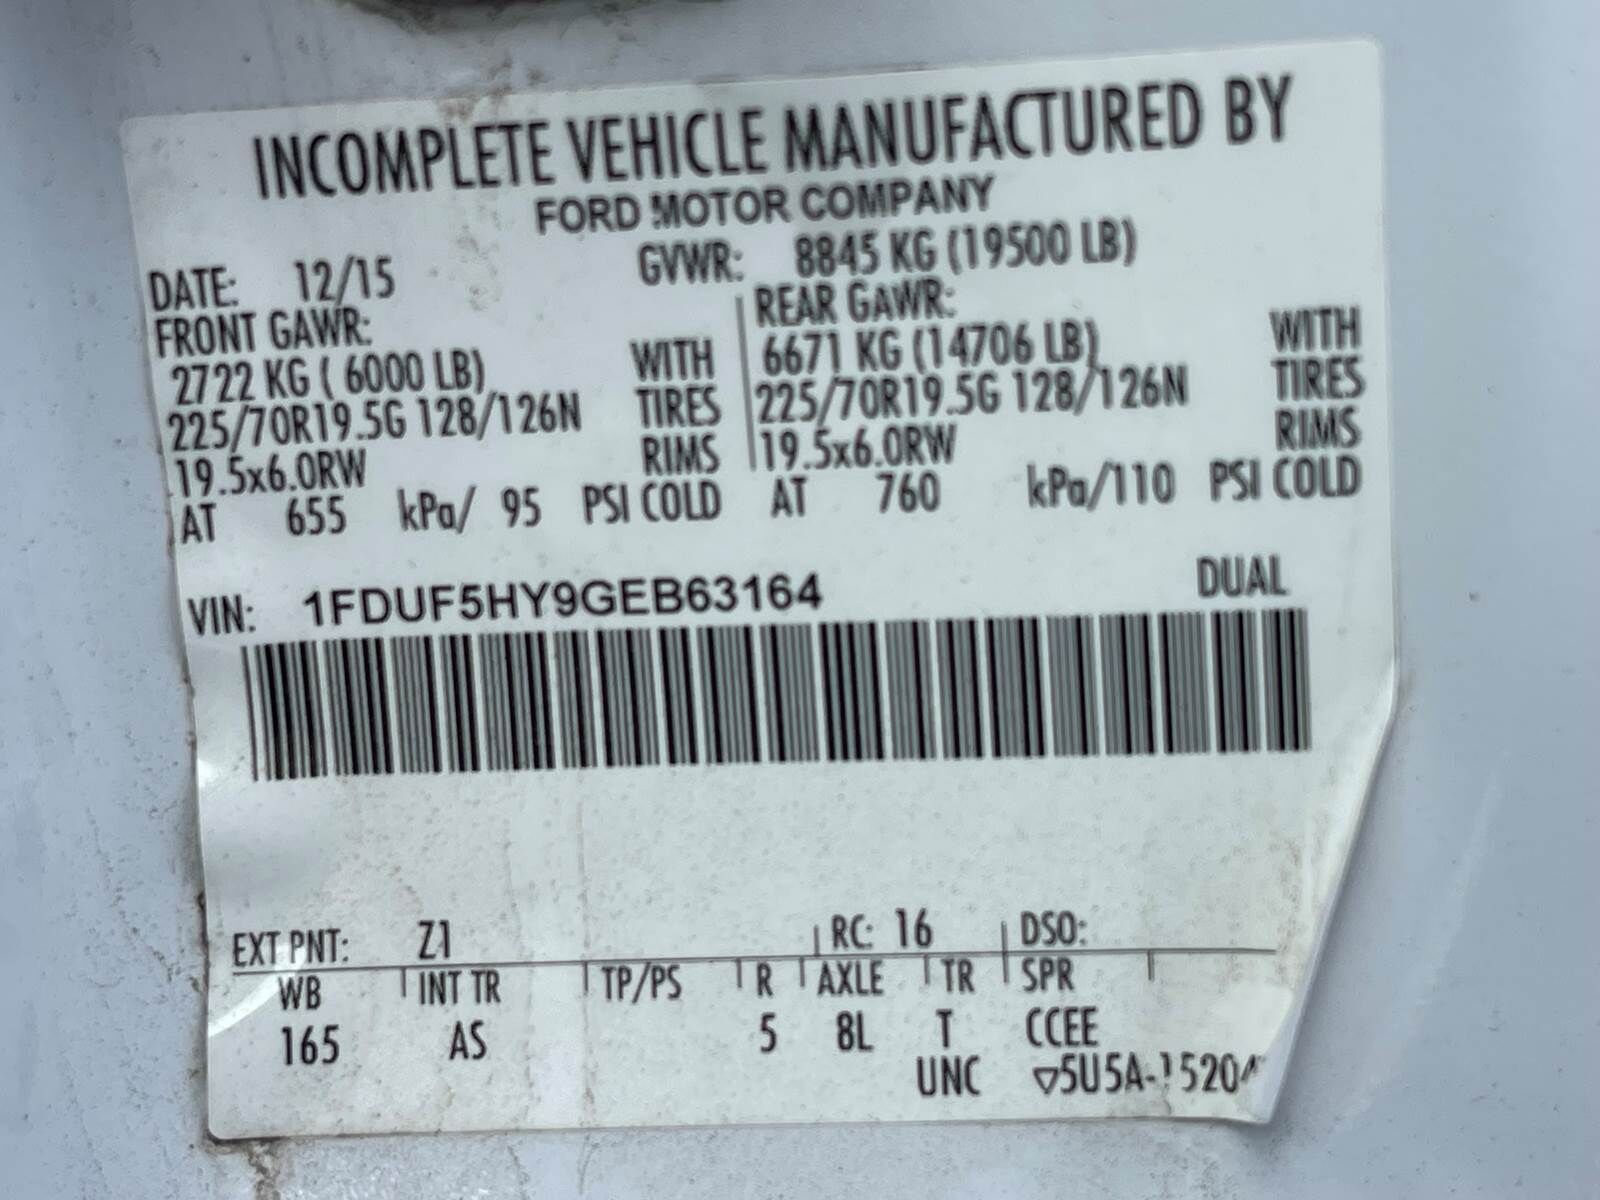 INCOMPLETE VEHICLE MANUFACTURED BY
FORD MOTOR COMPANY
DATE: 12/15 GVWR: 8845 KG (19500 LB)
FRONT GAWR: REAR GAWR:
2722 KG ( 6000 LB) WITH 6671 KG (14706 LB) WITH
225/70R19.5G 128/126N TIRES 225/70R19.5G 128/126N TIRES
19.5x6.0RW RIMS 19.5x6.0RW RIMS
AT 655 kPa/ 95 PSI COLD AT 760 kPa/110 PSI COLD
VIN: 1FDUF5HY9GEB63164 DUAL
EXT PNT: Z1 RC: 16 DSO:
WB INT TR TP/PS R AXLE TR SPR
165 AS 5 8L T CCEE
UNC ▽5U5A-15204